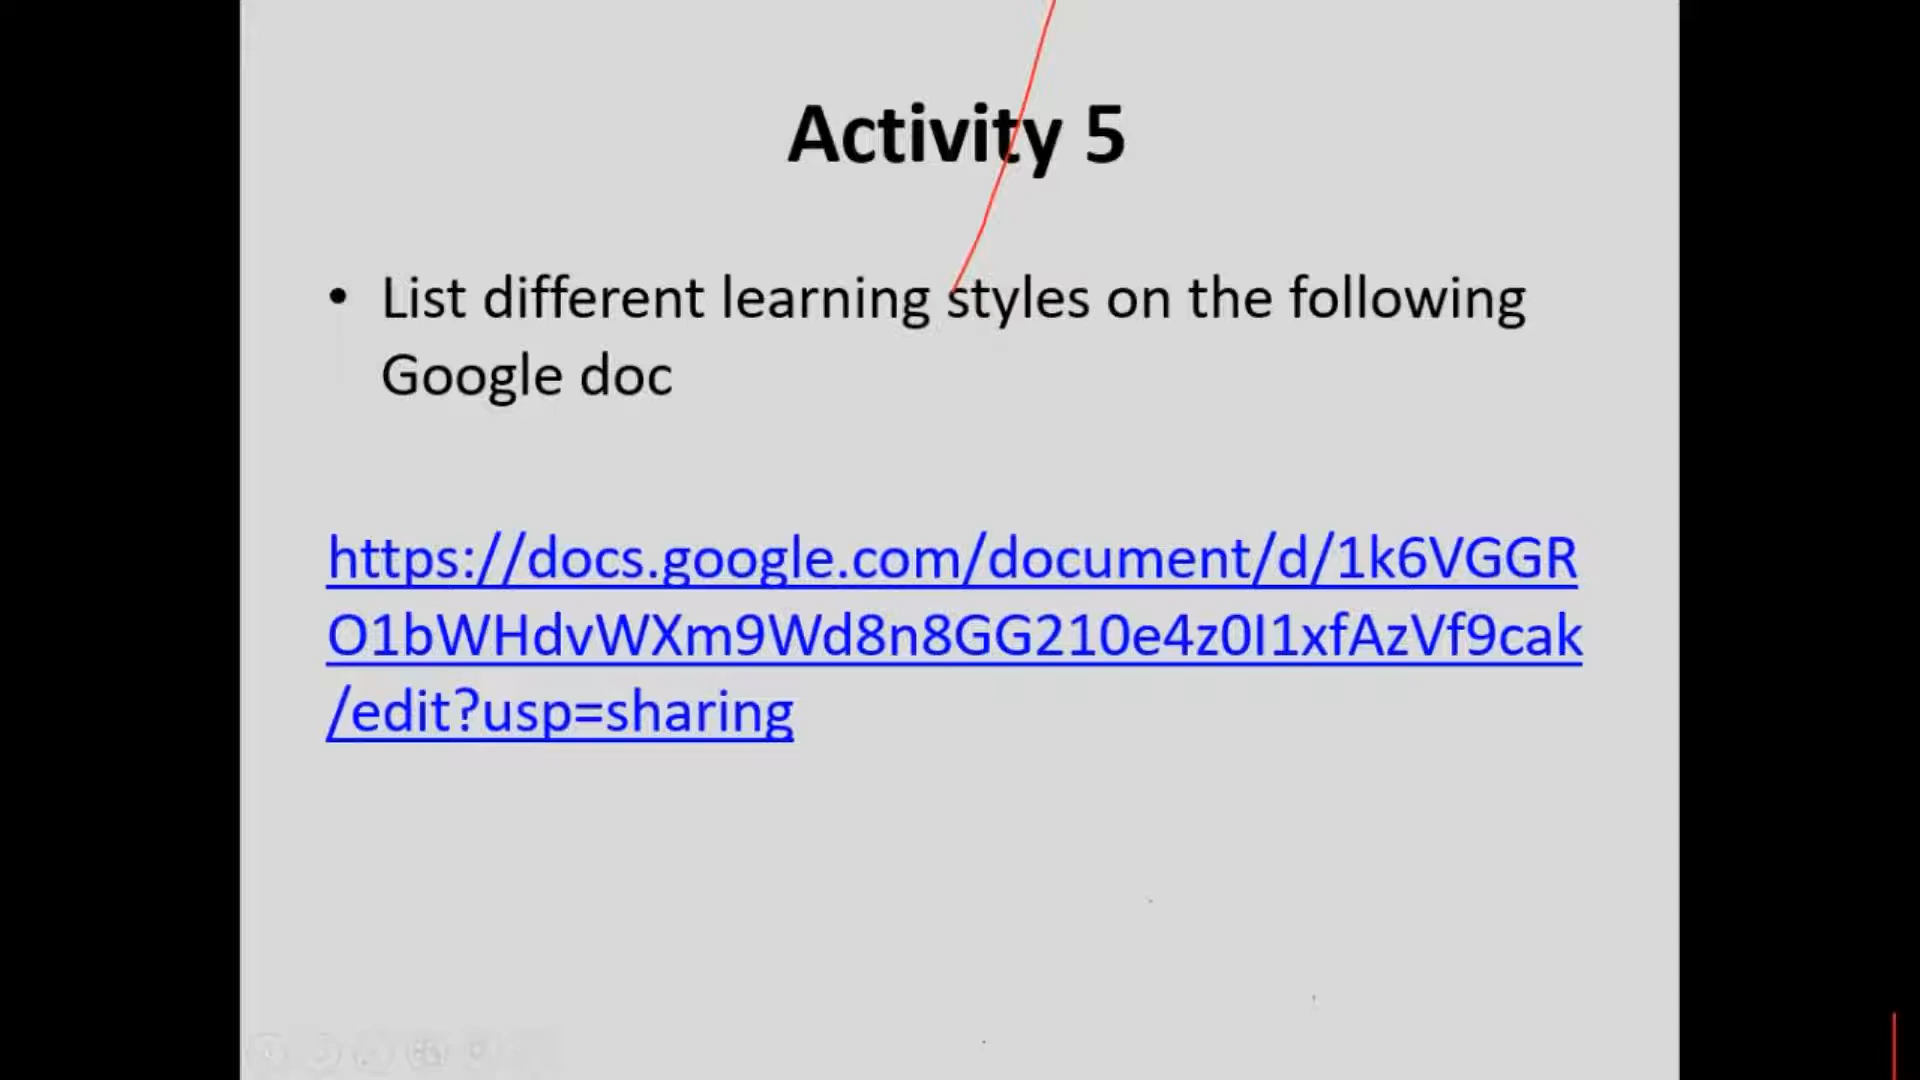 Activity 5
• List different learning styles on the following
Google doc
https://docs.google.com/document/d/1k6VGGR
O1bWHdvWXm9Wd8n8GG210e4z0I1xfAzVf9cak
/edit?usp=sharing